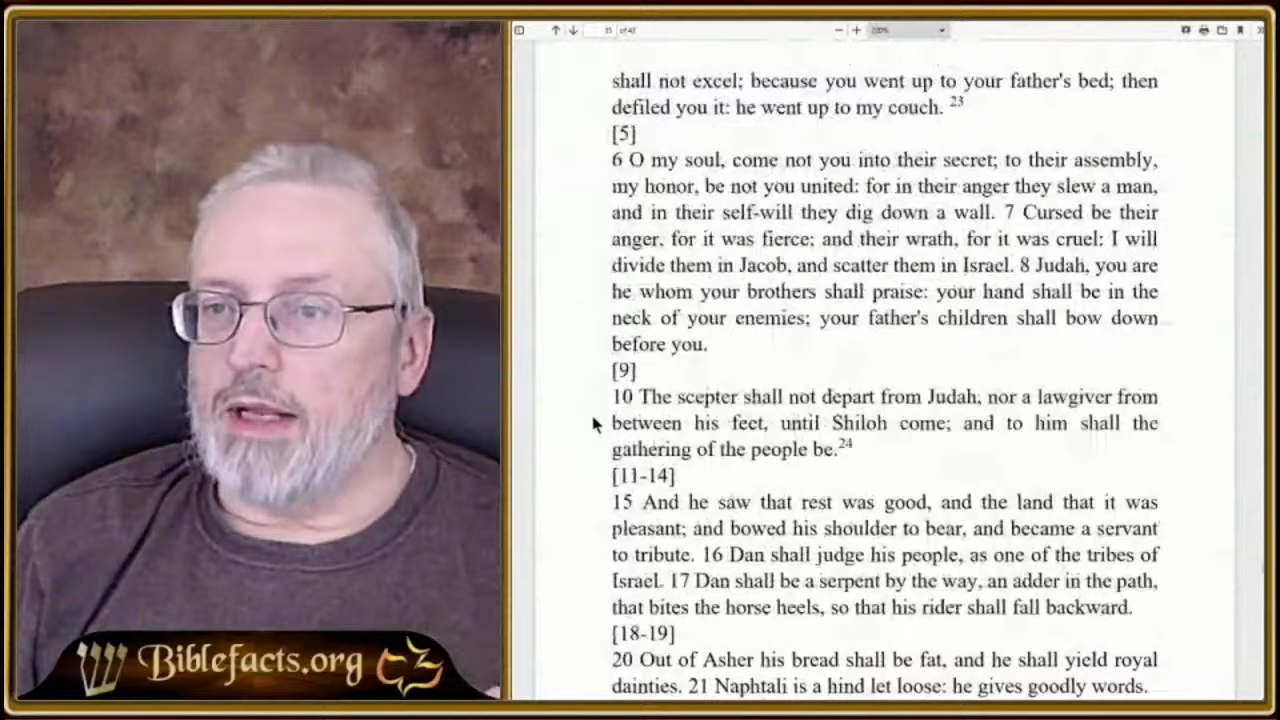 31 of 40
220%
shall not excel; because you went up to your father's bed; then
defiled you it: he went up to my couch. 23
[5]
6 O my soul, come not you into their secret; to their assembly,
my honor, be not you united: for in their anger they slew a man,
and in their self-will they dig down a wall. 7 Cursed be their
anger, for it was fierce; and their wrath, for it was cruel: I will
divide them in Jacob, and scatter them in Israel. 8 Judah, you are
he whom your brothers shall praise: your hand shall be in the
neck of your enemies; your father's children shall bow down
before you.
[9]
10 The scepter shall not depart from Judah, nor a lawgiver from
between his feet, until Shiloh come; and to him shall the
gathering of the people be.24
[11-14]
15 And he saw that rest was good, and the land that it was
pleasant; and bowed his shoulder to bear, and became a servant
to tribute. 16 Dan shall judge his people, as one of the tribes of
Israel. 17 Dan shall be a serpent by the way, an adder in the path,
that bites the horse heels, so that his rider shall fall backward.
[18-19]
20 Out of Asher his bread shall be fat, and he shall yield royal
dainties. 21 Naphtali is a hind let loose: he gives goodly words.
Biblefacts.org